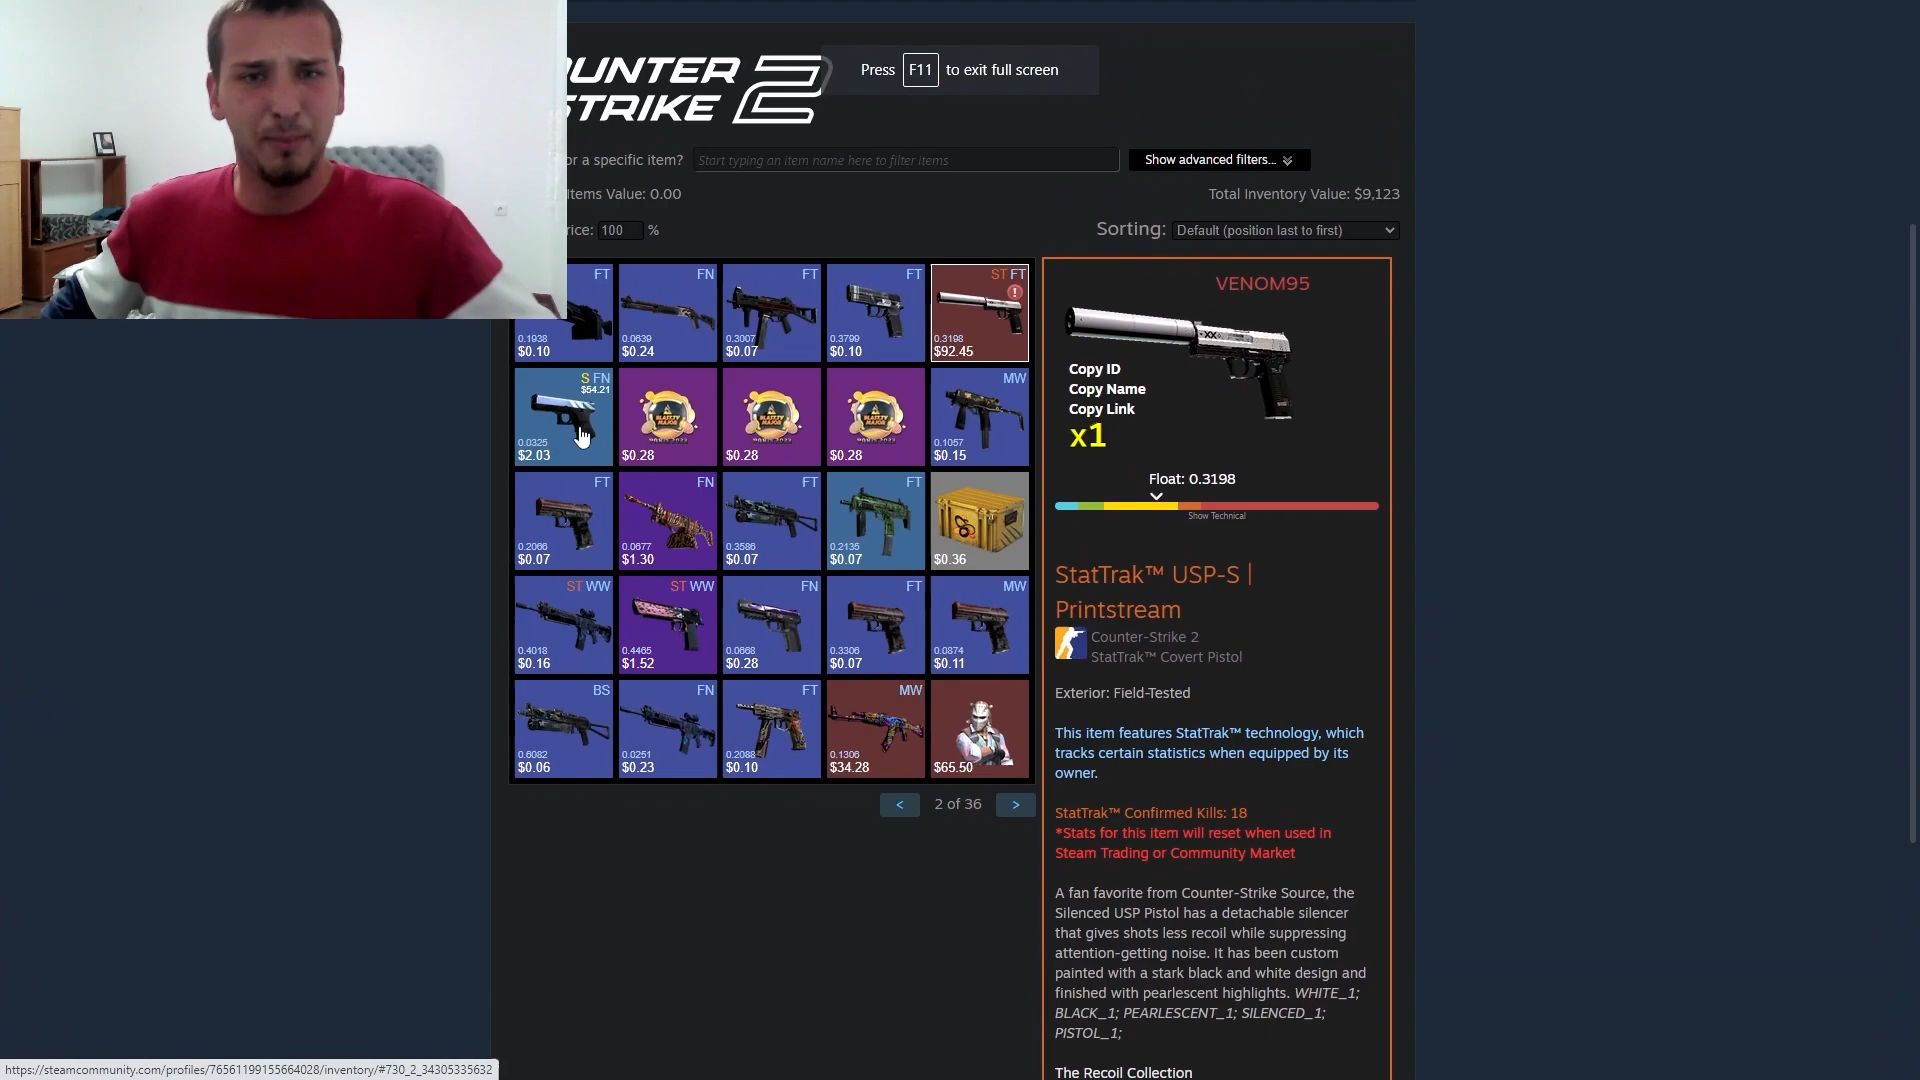 OUNTER
STRIKE 2
Press F11 to exit full screen
or a specific item?
Start typing an item name here to filter items
Show advanced filters...
Items Value: 0.00
Total Inventory Value: $9,123
rice: 100 %
Sorting: Default (position last to first)
FT
0.1938
$0.10
FN
0.0639
$0.24
FT
0.3007
$0.07
FT
0.3799
$0.10
ST FT
0.3198
$92.45
S FN
$54.21
0.0325
$2.03
$0.28
$0.28
$0.28
MW
0.1057
$0.15
FT
0.2066
$0.07
FN
0.0677
$1.30
FT
0.3586
$0.07
FT
0.2135
$0.07
$0.36
ST WW
0.4018
$0.16
ST WW
0.4465
$1.52
FN
0.0668
$0.28
FT
0.3306
$0.07
MW
0.0874
$0.11
BS
0.6082
$0.06
FN
0.0251
$0.23
FT
0.2088
$0.10
MW
0.1306
$34.28
$65.50
< 2 of 36 >
VENOM95
Copy ID
Copy Name
Copy Link
x1
Float: 0.3198
Show Technical
StatTrak™ USP-S |
Printstream
Counter-Strike 2
StatTrak™ Covert Pistol
Exterior: Field-Tested
This item features StatTrak™ technology, which
tracks certain statistics when equipped by its
owner.
StatTrak™ Confirmed Kills: 18
*Stats for this item will reset when used in
Steam Trading or Community Market
A fan favorite from Counter-Strike Source, the
Silenced USP Pistol has a detachable silencer
that gives shots less recoil while suppressing
attention-getting noise. It has been custom
painted with a stark black and white design and
finished with pearlescent highlights. WHITE_1;
BLACK_1; PEARLESCENT_1; SILENCED_1;
PISTOL_1;
The Recoil Collection
https://steamcommunity.com/profiles/76561199155664028/inventory/#730_2_34305335632